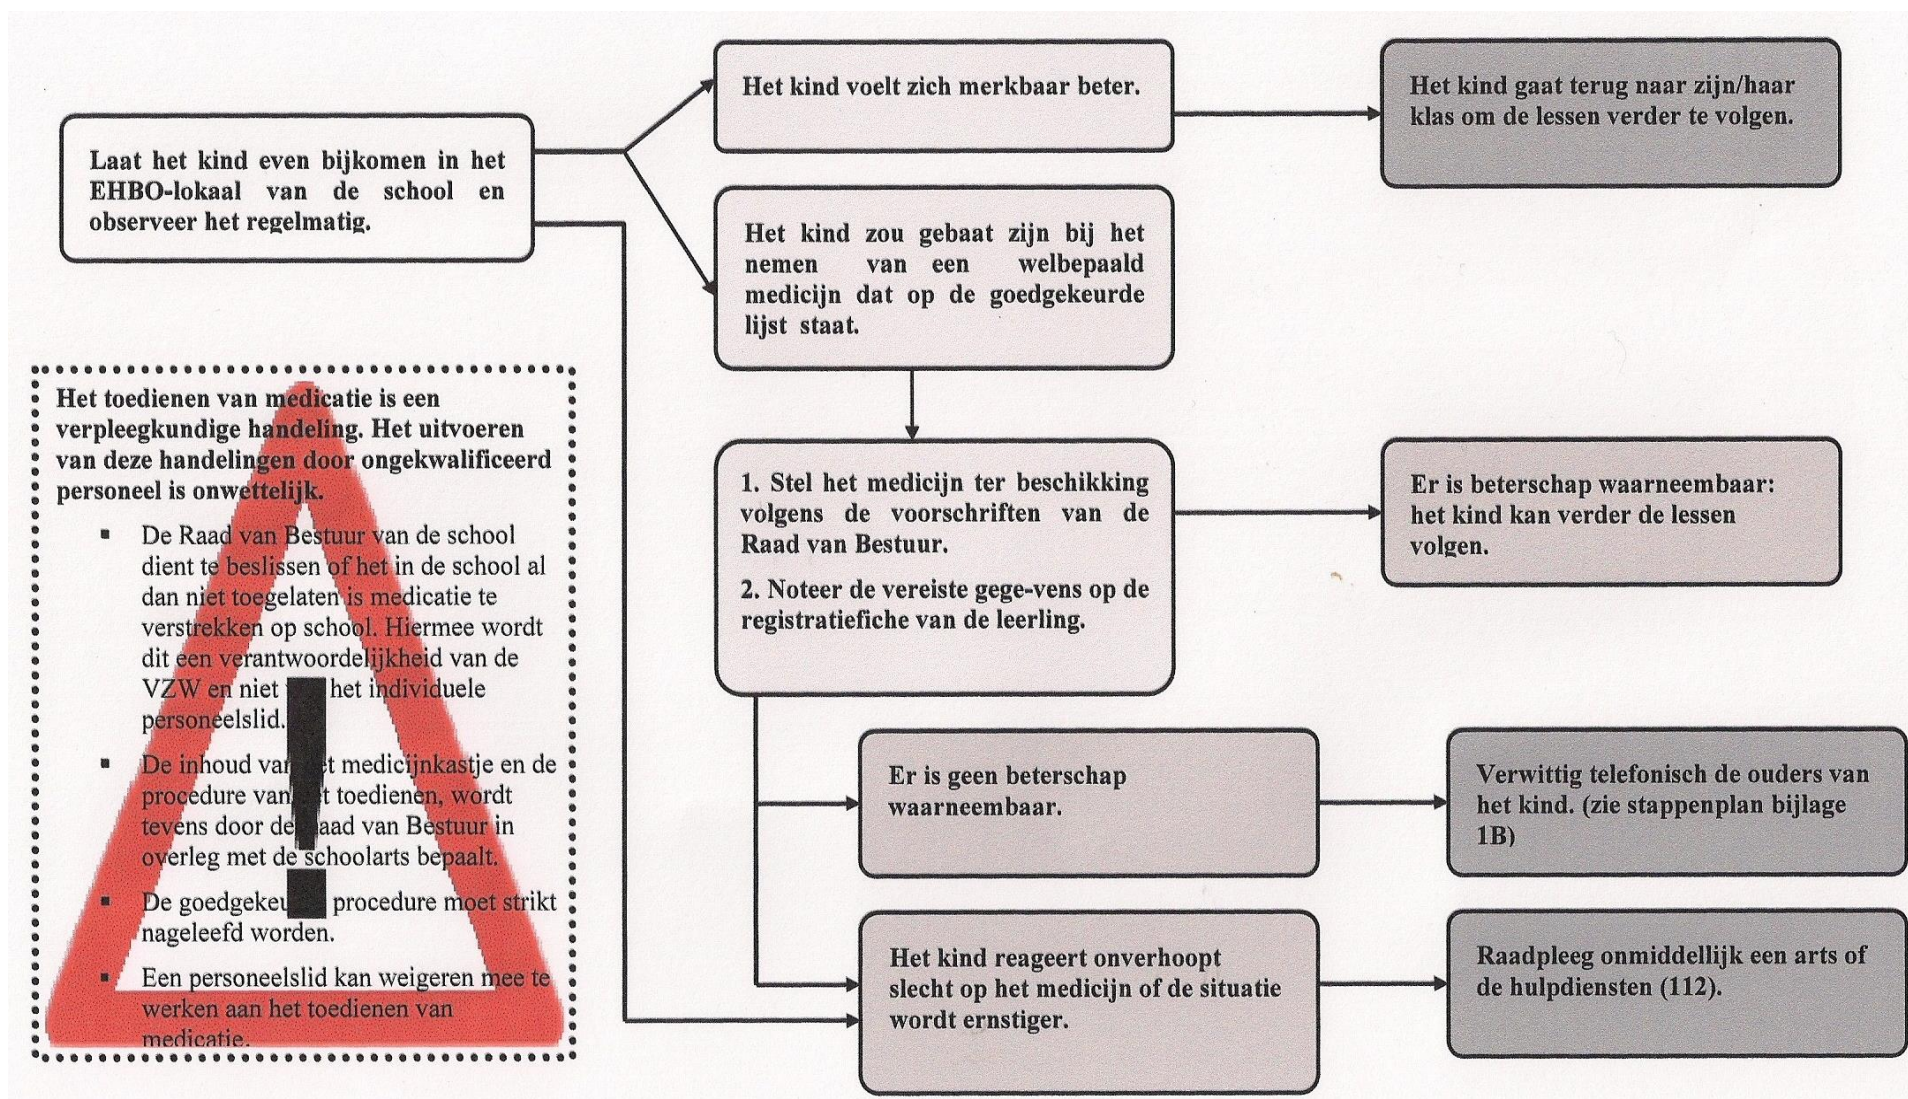 Laat het kind even bijkomen in het
EHBO-lokaal van de school en
observeer het regelmatig.
Het kind voelt zich merkbaar beter.
Het kind gaat terug naar zijn/haar
klas om de lessen verder te volgen.
Het kind zou gebaat zijn bij het
nemen van een welbepaald
medicijn dat op de goedgekeurde
lijst staat.
1. Stel het medicijn ter beschikking
volgens de voorschriften van de
Raad van Bestuur.
2. Noteer de vereiste gege-vens op de
registratiefiche van de leerling.
Er is beterschap waarneembaar:
het kind kan verder de lessen
volgen.
Er is geen beterschap
waarneembaar.
Verwittig telefonisch de ouders van
het kind. (zie stappenplan bijlage
1B)
Het kind reageert onverhoopt
slecht op het medicijn of de situatie
wordt ernstiger.
Raadpleeg onmiddellijk een arts of
de hulpdiensten (112).
Het toedienen van medicatie is een
verpleegkundige handeling. Het uitvoeren
van deze handelingen door ongekwalificeerd
personeel is onwettelijk.
▪ De Raad van Bestuur van de school
dient te beslissen of het in de school al
dan niet toegelaten is medicatie te
verstrekken op school. Hiermee wordt
dit een verantwoordelijkheid van de
VZW en niet het individuele
personeelslid.
▪ De inhoud van medicijnkastje en de
procedure van toedienen, wordt
tevens door de Raad van Bestuur in
overleg met de schoolarts bepaalt.
▪ De procedure moet strikt
nageleefd worden.
▪ Een personeelslid kan weigeren mee te
werken aan het toedienen van
medicatie.